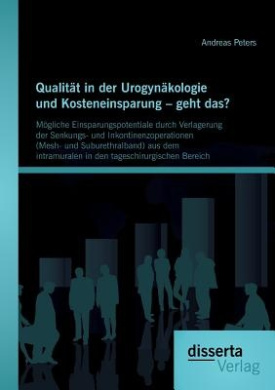 Andreas Peters
Qualität in der Urogynäkologie
und Kosteneinsparung – geht das?
Mögliche Einsparungspotentiale durch Verlagerung
der Senkungs- und Inkontinenzoperationen
(Mesh- und Suburethralband) aus dem
intramuralen in den tageschirurgischen Bereich
disserta
Verlag